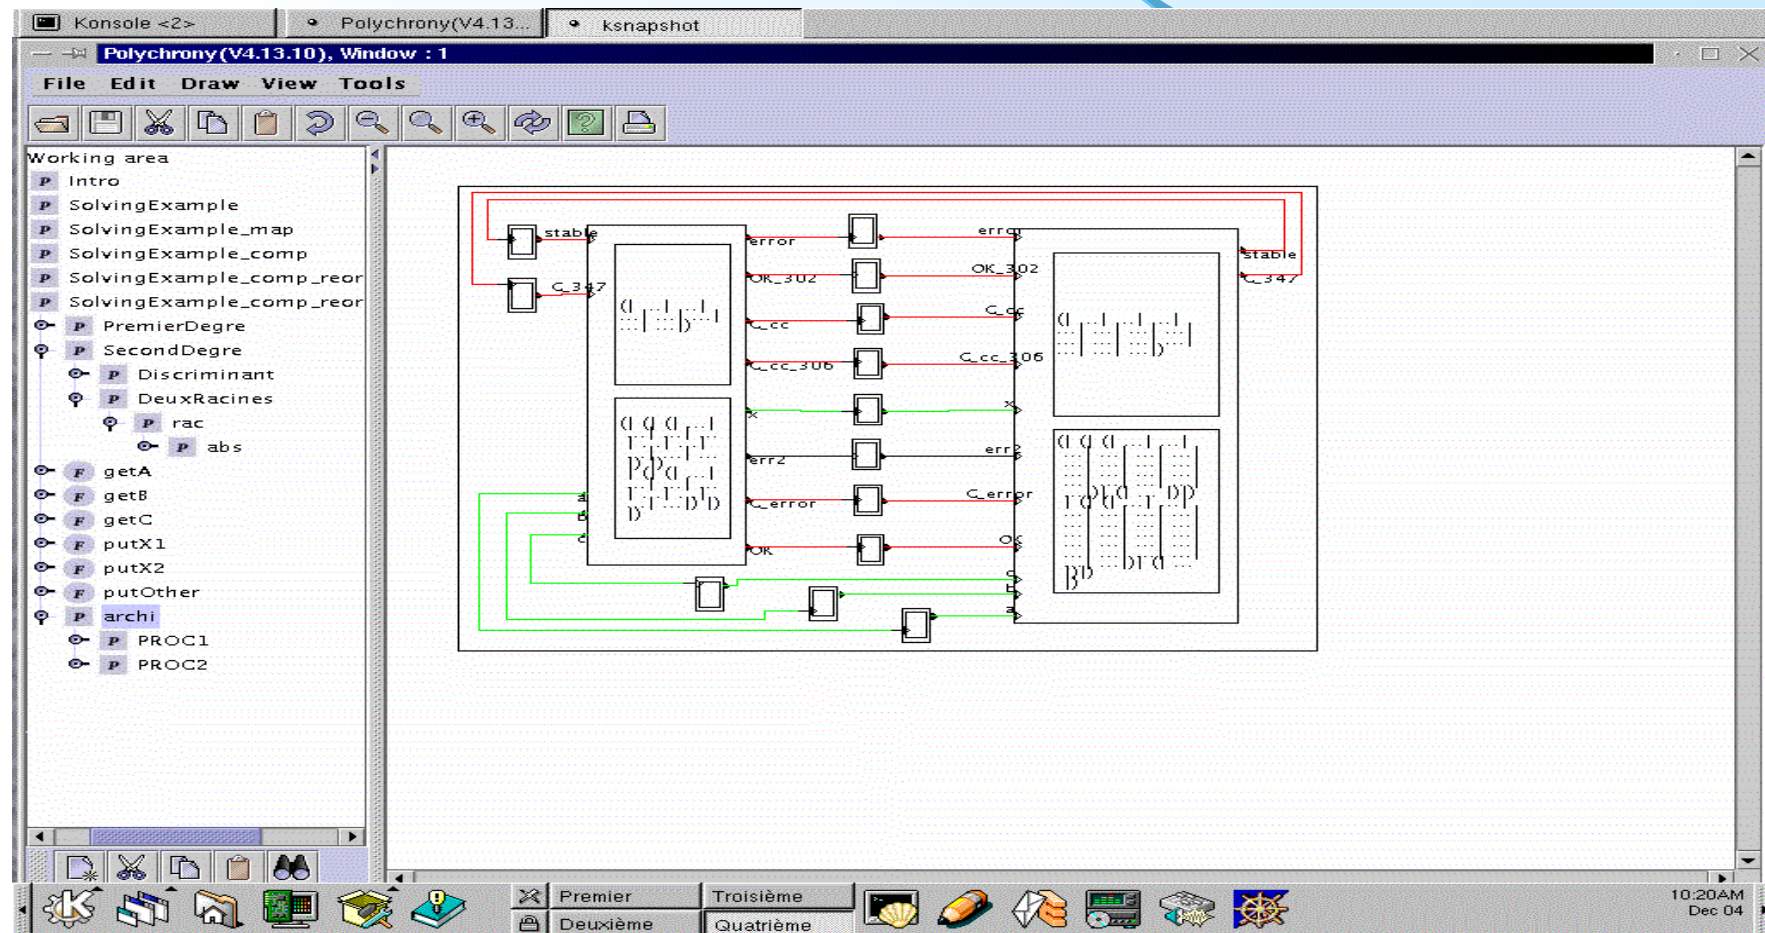 Konsole <2>
Polychrony(V4.13...
ksnapshot
Polychrony(V4.13.10), Window : 1
File Edit Draw View Tools
Working area
P Intro
P SolvingExample
P SolvingExample_map
P SolvingExample_comp
P SolvingExample_comp_reor
P SolvingExample_comp_reor
P PremierDegre
P SecondDegre
P Discriminant
P DeuxRacines
P rac
P abs
F getA
F getB
F getC
F putX1
F putX2
F putOther
P archi
P PROC1
P PROC2
stable
C_347
error
OK_302
C_cc
C_cc_306
x
err2
C_error
OK
a
b
c
error
OK_302
C_cc
C_cc_306
x
err2
C_error
OK
c
b
a
stable
C_347
Premier
Troisième
Deuxième
Quatrième
10:20AM
Dec 04